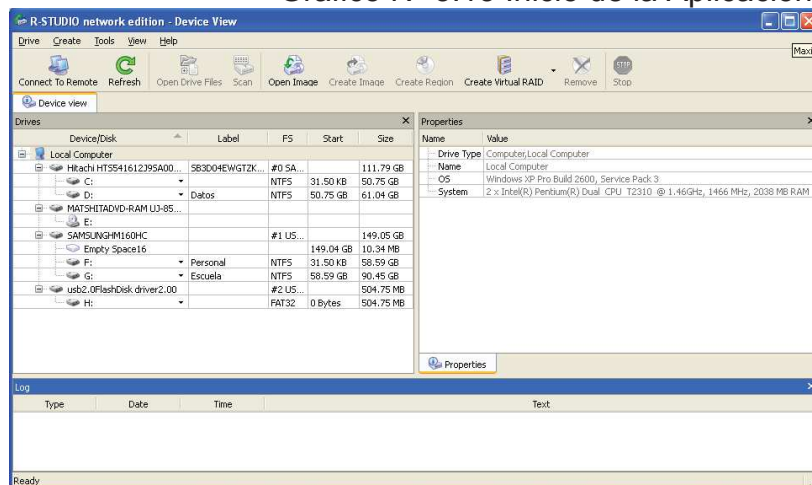 R-STUDIO network edition - Device View
Drive Create Tools View Help
Maxi
Connect To Remote Refresh Open Drive Files Scan Open Image Create Image Create Region Create Virtual RAID Remove Stop
Device view
Drives
Device/Disk Label FS Start Size
Local Computer
Hitachi HTS541612J9SA00... SB3D04EWGTZK... #0 SA... 111.79 GB
C: NTFS 31.50 KB 50.75 GB
D: Datos NTFS 50.75 GB 61.04 GB
MATSHITADVD-RAM UJ-85...
E:
SAMSUNGHM160HC #1 US... 149.05 GB
Empty Space16 149.04 GB 10.34 MB
F: Personal NTFS 31.50 KB 58.59 GB
G: Escuela NTFS 58.59 GB 90.45 GB
usb2.0FlashDisk driver2.00 #2 US... 504.75 MB
H: FAT32 0 Bytes 504.75 MB
Properties
Name Value
Drive Type Computer,Local Computer
Name Local Computer
OS Windows XP Pro Build 2600, Service Pack 3
System 2 x Intel(R) Pentium(R) Dual CPU T2310 @ 1.46GHz, 1466 MHz, 2038 MB RAM
Properties
Log
Type Date Time Text
Ready